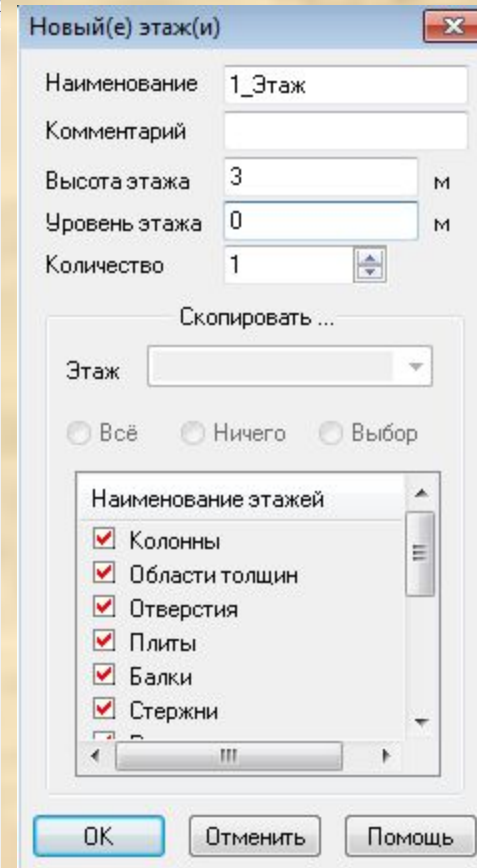 Новый(е) этаж(и)
Наименование 1_Этаж
Комментарий
Высота этажа 3 м
Уровень этажа 0 м
Количество 1
Скопировать ...
Этаж
Всё Ничего Выбор
Наименование этажей
Колонны
Области толщин
Отверстия
Плиты
Балки
Стержни
OK Отменить Помощь